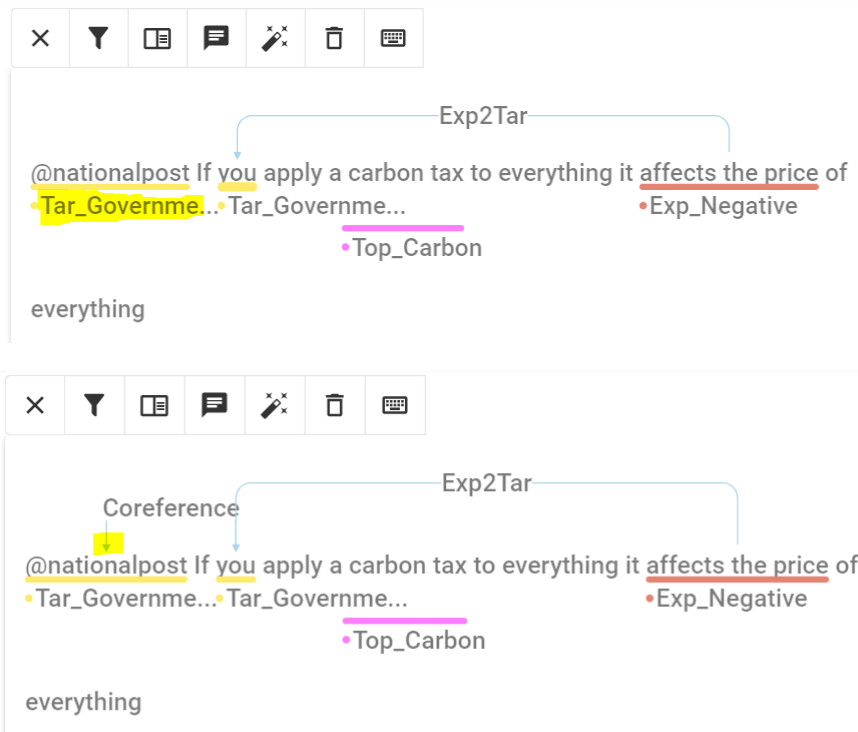 Exp2Tar
@nationalpost If you apply a carbon tax to everything it affects the price of
Tar_Governme... Tar_Governme... Exp_Negative
Top_Carbon
everything
Exp2Tar
Coreference
@nationalpost If you apply a carbon tax to everything it affects the price of
Tar_Governme... Tar_Governme... Exp_Negative
Top_Carbon
everything